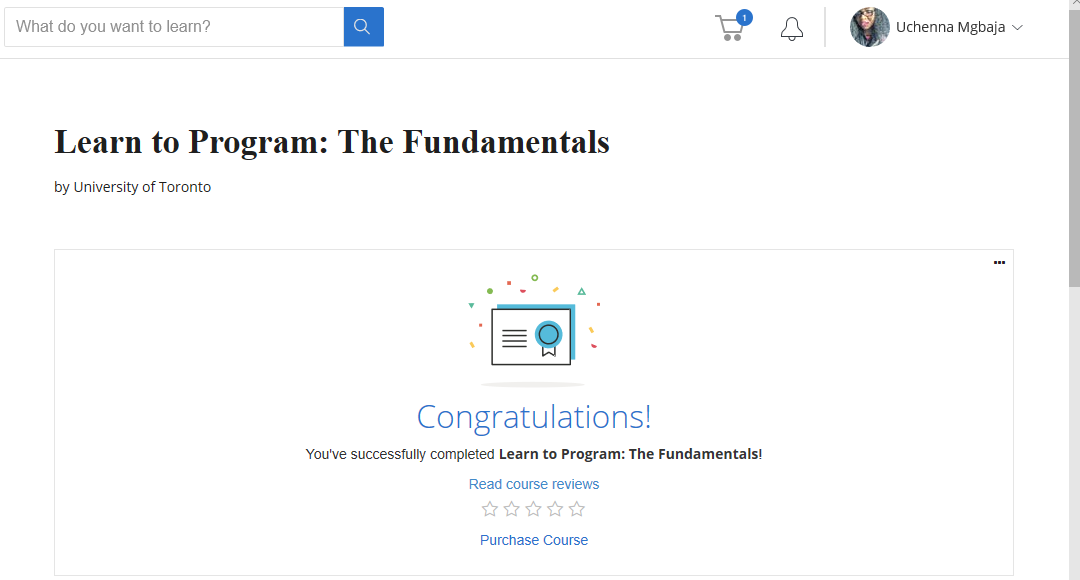 What do you want to learn?
1
Uchenna Mgbaja
Learn to Program: The Fundamentals
by University of Toronto
Congratulations!
You've successfully completed Learn to Program: The Fundamentals!
Read course reviews
Purchase Course